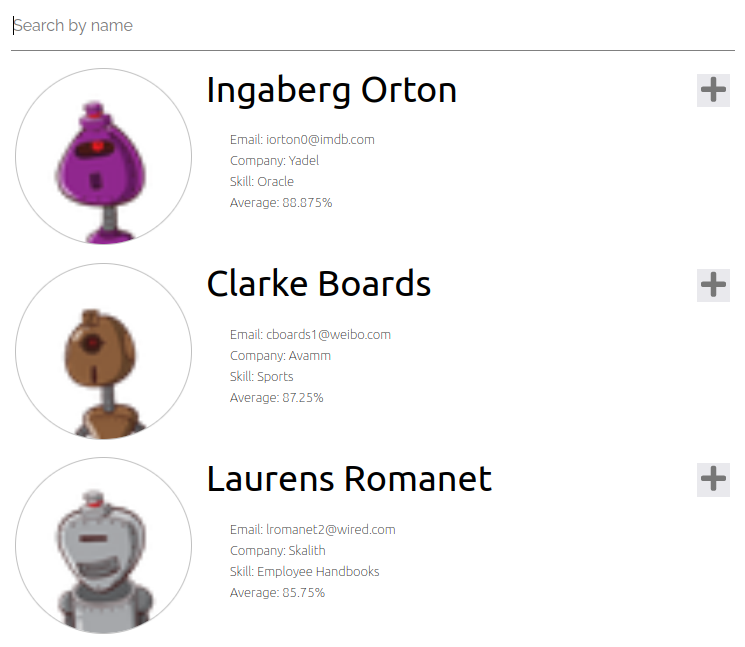 Search by name
Ingaberg Orton
Email: iorton0@imdb.com
Company: Yadel
Skill: Oracle
Average: 88.875%
Clarke Boards
Email: cboards1@weibo.com
Company: Avamm
Skill: Sports
Average: 87.25%
Laurens Romanet
Email: lromanet2@wired.com
Company: Skalith
Skill: Employee Handbooks
Average: 85.75%